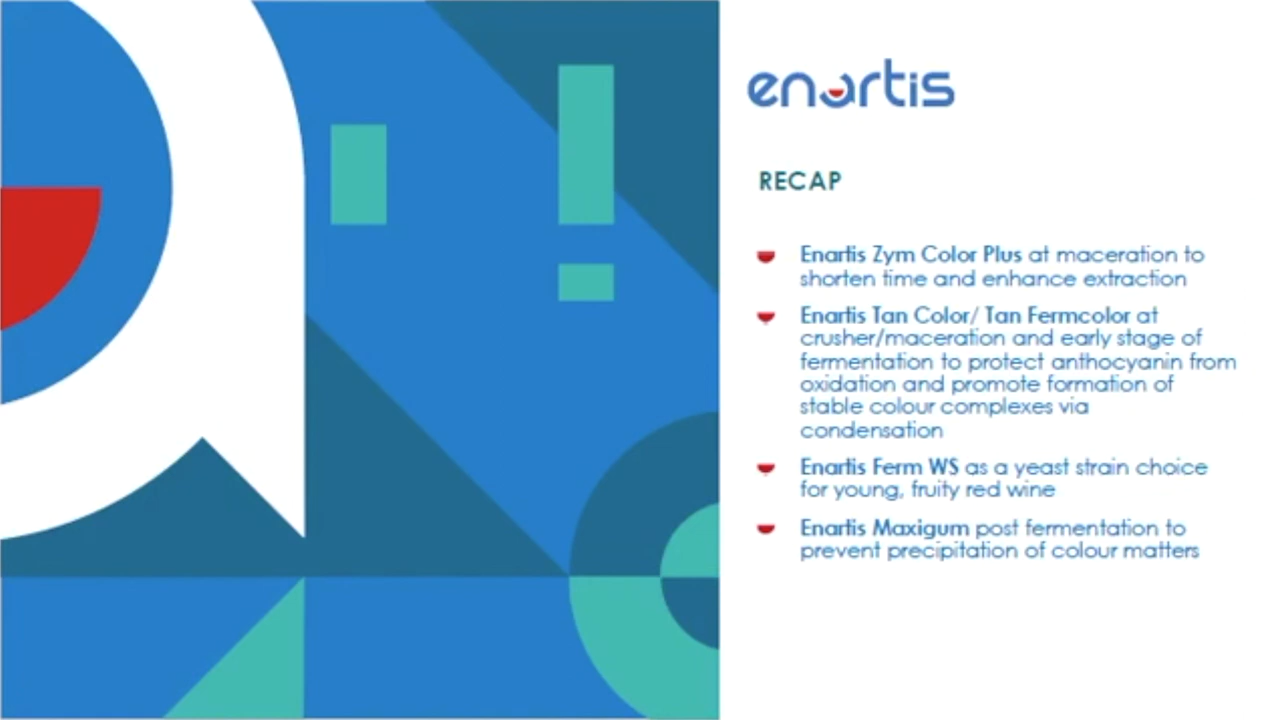 enartis
RECAP
Enartis Zym Color Plus at maceration to
shorten time and enhance extraction
Enartis Tan Color/ Tan Fermcolor at
crusher/maceration and early stage of
fermentation to protect anthocyanin from
oxidation and promote formation of
stable colour complexes via
condensation
Enartis Ferm WS as a yeast strain choice
for young, fruity red wine
Enartis Maxigum post fermentation to
prevent precipitation of colour matters